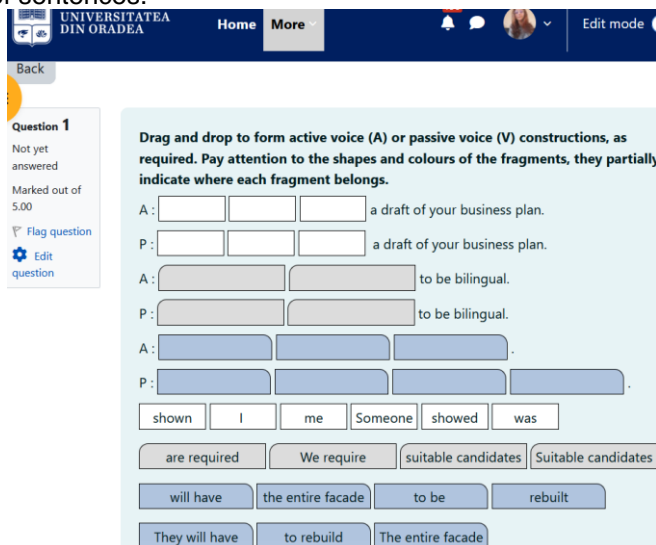 UNIVERSITATEA
DIN ORADEA
Home More
Edit mode
Back
Question 1
Not yet
answered
Marked out of
5.00
Flag question
Edit
question
Drag and drop to form active voice (A) or passive voice (V) constructions, as
required. Pay attention to the shapes and colours of the fragments, they partially
indicate where each fragment belongs.
A : a draft of your business plan.
P : a draft of your business plan.
A : to be bilingual.
P : to be bilingual.
A : .
P : .
shown I me Someone showed was
are required We require suitable candidates Suitable candidates
will have the entire facade to be rebuilt
They will have to rebuild The entire facade